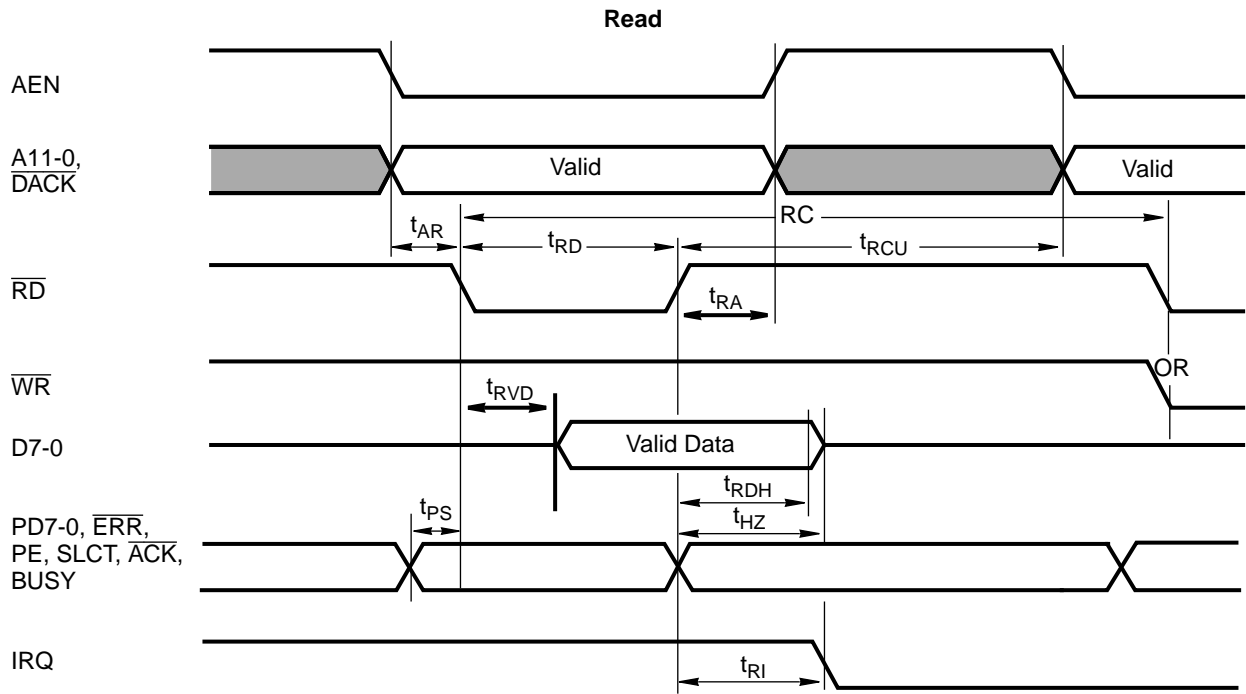 Read
AEN
A11-0,
DACK
Valid
Valid
RC
tAR
tRD
tRCU
RD
tRA
WR
OR
tRVD
D7-0
Valid Data
tRDH
tPS
tHZ
PD7-0, ERR,
PE, SLCT, ACK,
BUSY
IRQ
tRI